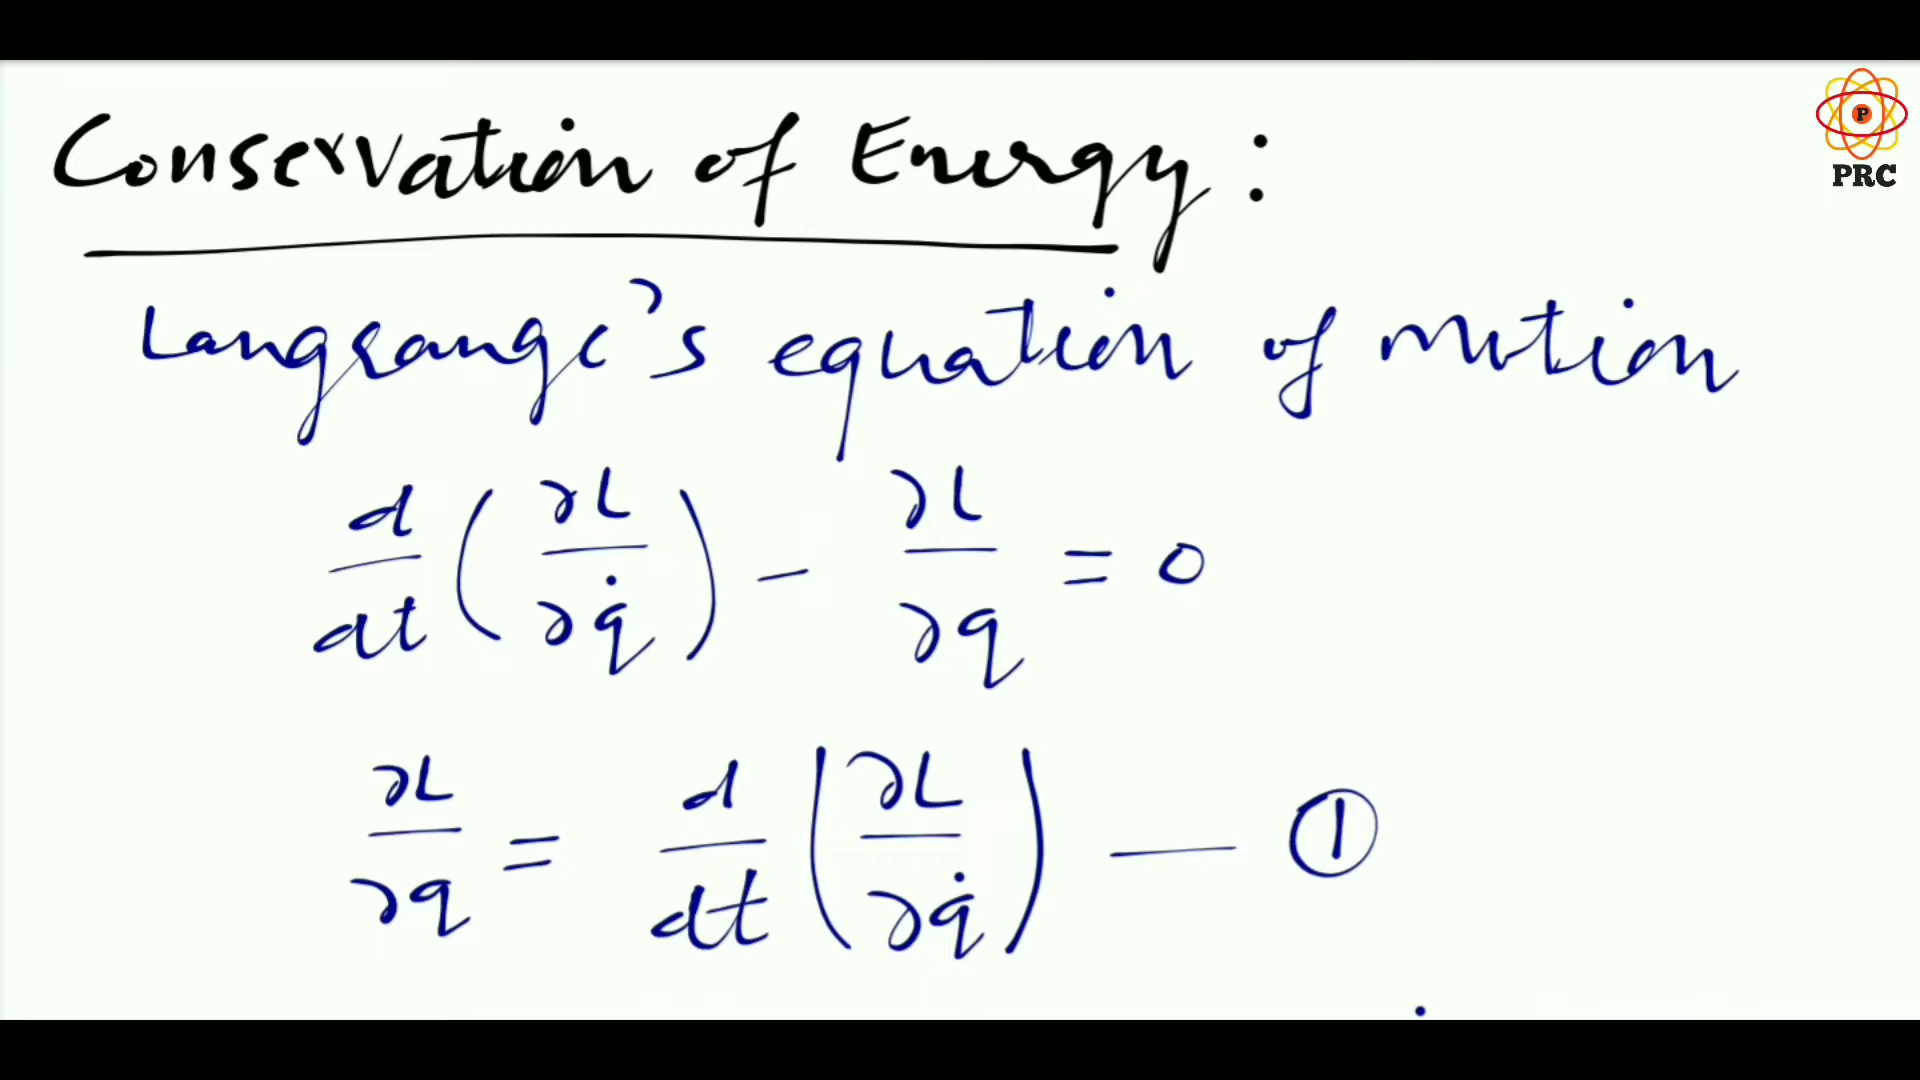 Conservation of Energy :
P
PRC
Langrange's equation of motion
d/dt (∂L/∂q̇) - ∂L/∂q = 0
∂L/∂q = d/dt (∂L/∂q̇) — ①